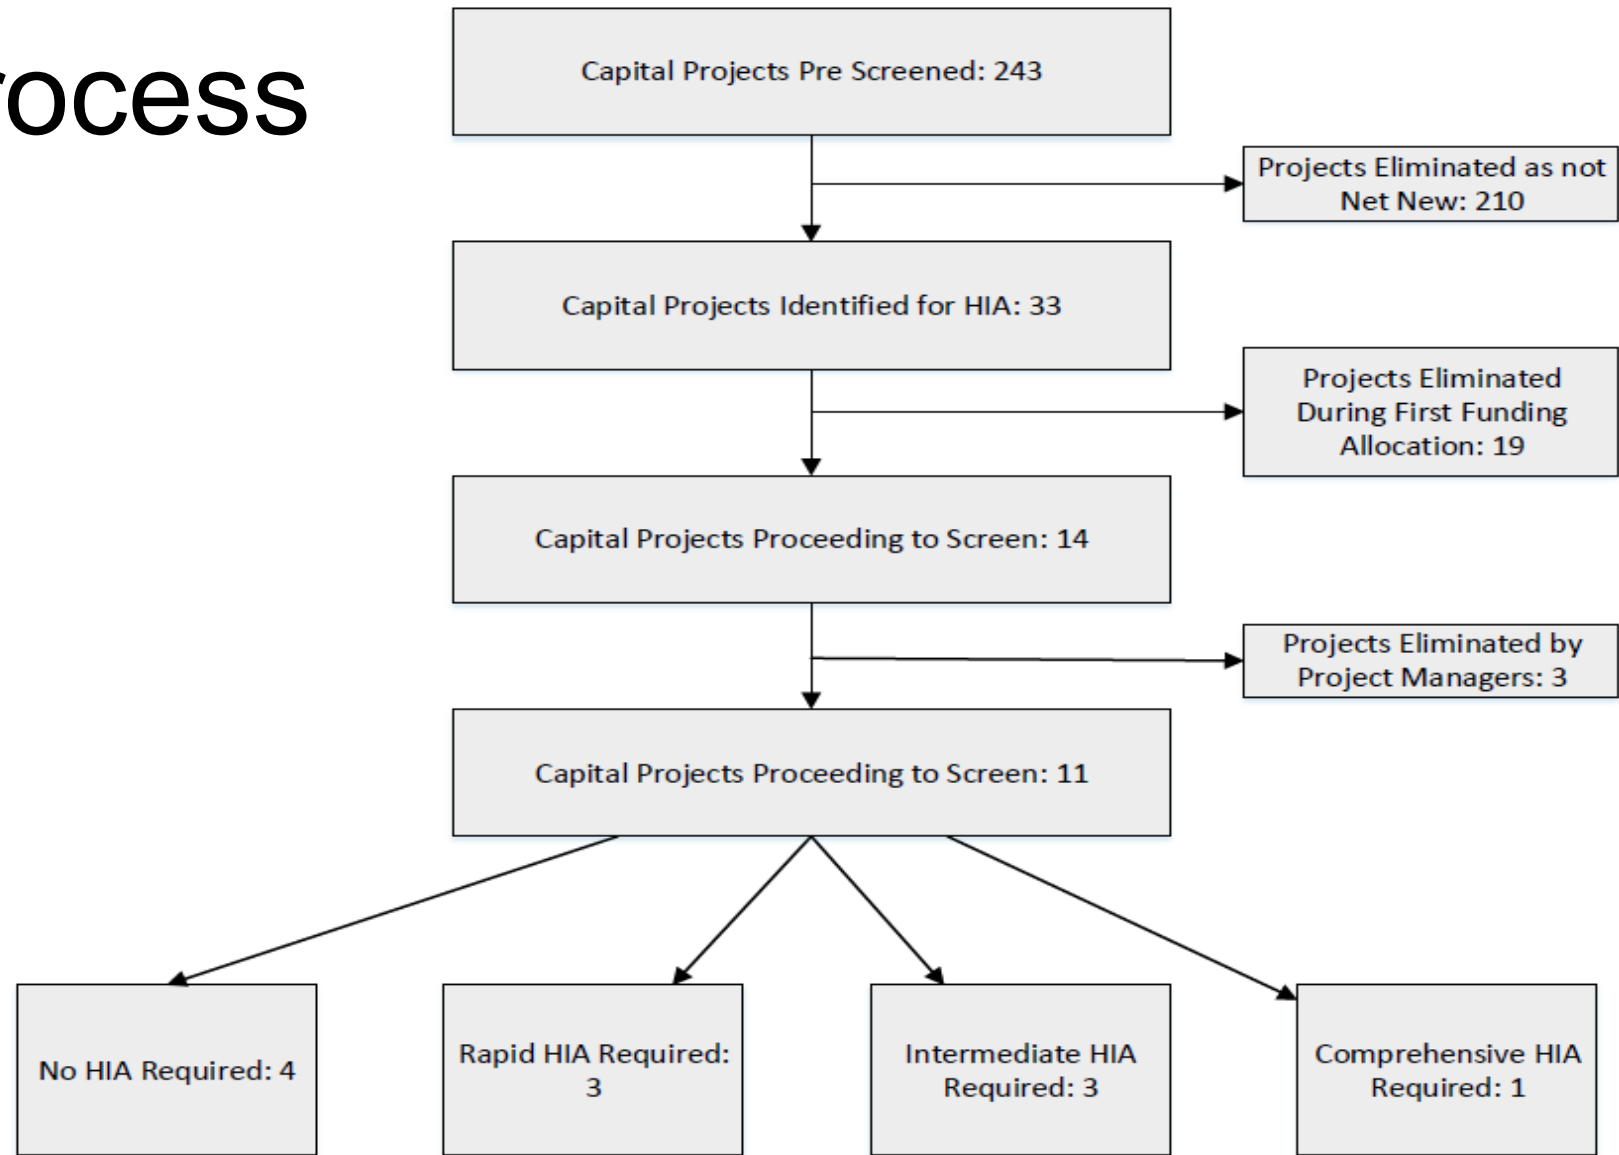 rocess
Capital Projects Pre Screened: 243
Projects Eliminated as not
Net New: 210
Capital Projects Identified for HIA: 33
Projects Eliminated
During First Funding
Allocation: 19
Capital Projects Proceeding to Screen: 14
Projects Eliminated by
Project Managers: 3
Capital Projects Proceeding to Screen: 11
No HIA Required: 4
Rapid HIA Required:
3
Intermediate HIA
Required: 3
Comprehensive HIA
Required: 1